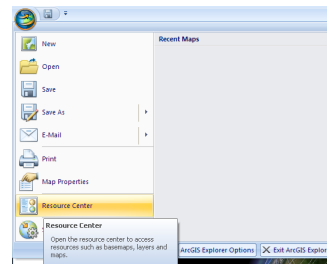 New
Recent Maps
Open
Save
Save As
E-Mail
Print
Map Properties
Resource Center
Resource Center
Open the resource center to access
resources such as basemaps, layers and
maps.
ArcGIS Explorer Options
Exit ArcGIS Explor